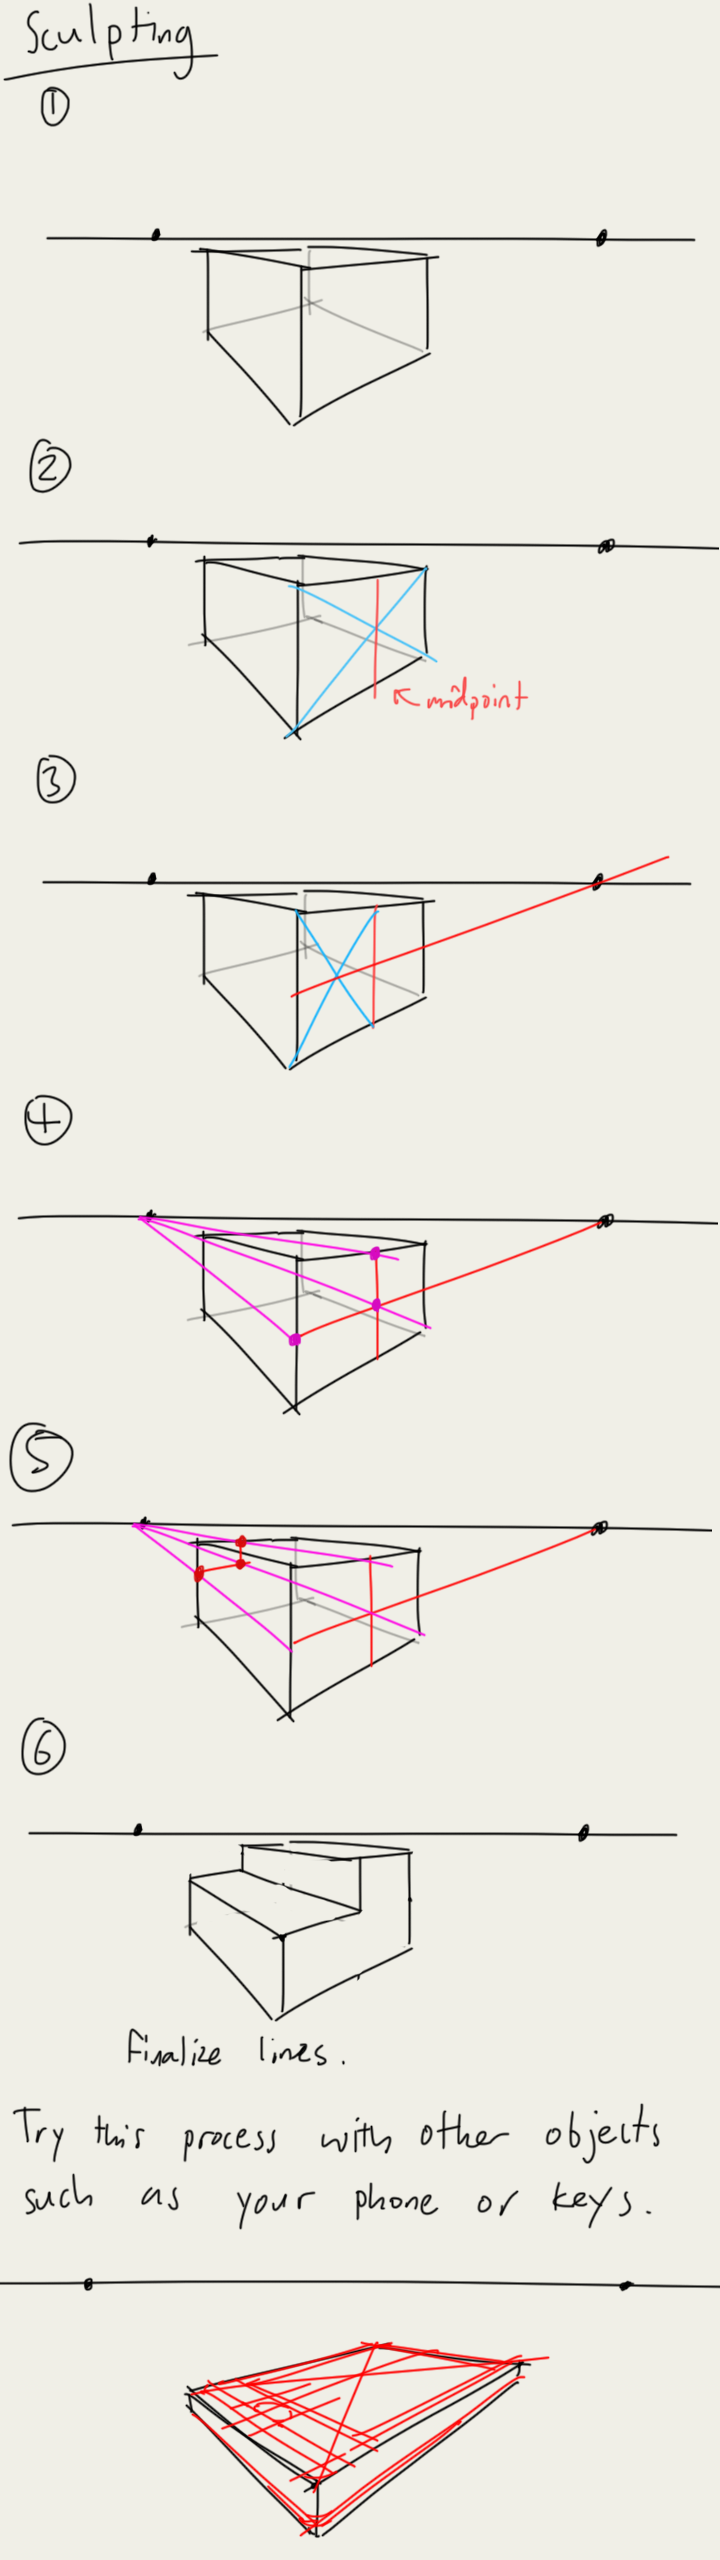 Sculpting
1
2
midpoint
3
4
5
6
Finalize lines.
Try this process with other objects
such as your phone or keys.